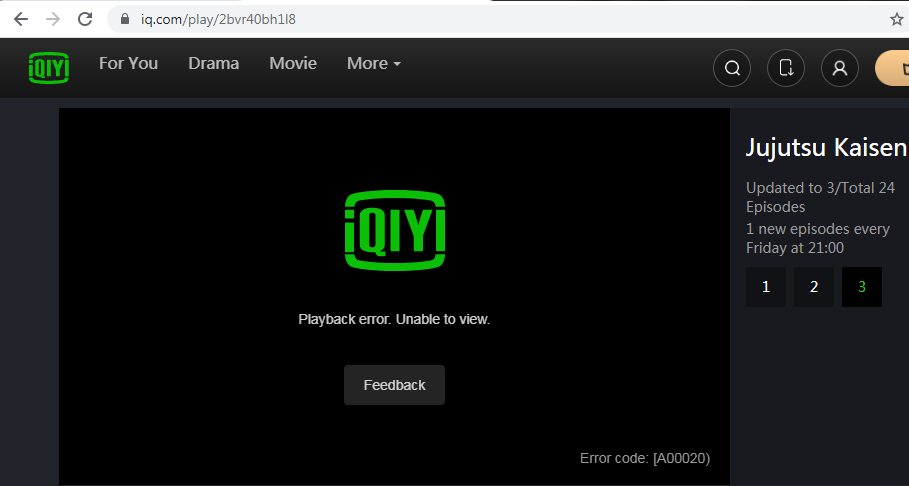 iq.com/play/2bvr40bh1l8
iQIYI
For You
Drama
Movie
More
iQIYI
Playback error. Unable to view.
Feedback
Error code: [A00020)
Jujutsu Kaisen
Updated to 3/Total 24
Episodes
1 new episodes every
Friday at 21:00
1
2
3